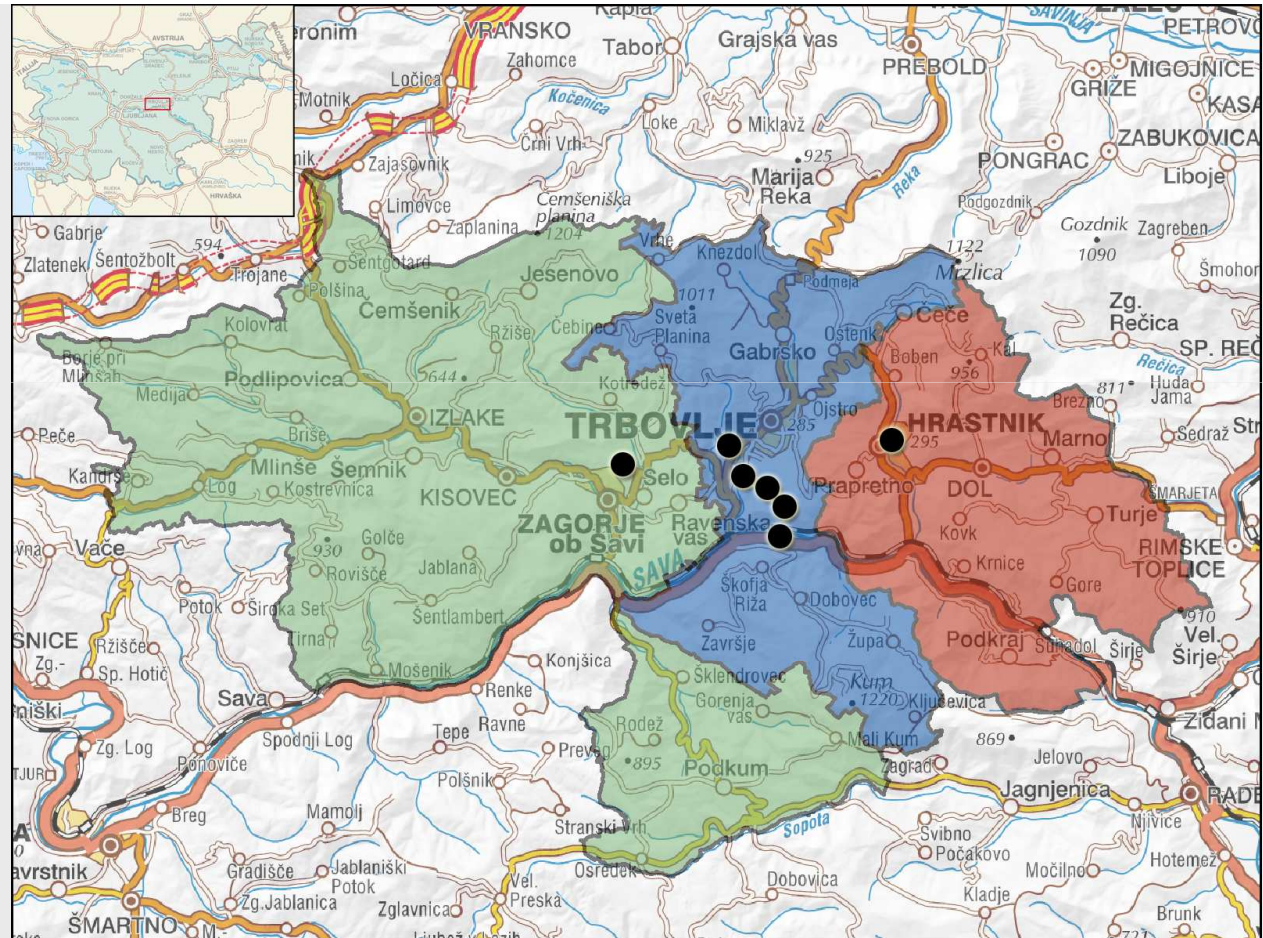 AVSTRIJA
ITALIJA
LJUBLJANA
HRVAŠKA
eronim
VRANSKO
Kapla
Tabor
Grajska vas
SAVINJA
ŽALEC
PETROVČ
PREBOLD
MIGOJNICE
GRIŽE
KASA
Zahomce
Ločica
Motnik
Kočenica
Loke
Miklavž
Črni Vrh
ZABUKOVICA
PONGRAC
Liboje
Zajasovnik
925
Marija
Reka
Reka
Limovce
Čemšeniška
planina
1204
Zaplanina
Podgozdnik
Gozdnik
1090
Zagreben
Gabrje
594
Zlatenek
Šentožbolt
Trojane
Šentgotard
Vrhe
Knezdol
1122
Mrzlica
Šmohor
Jesenovo
Podmeja
Polšina
Čemšenik
1011
Sveta
Planina
Zg.
Rečica
Kolovrat
Ržiše
Čebine
Čeče
Ostenk
Gabrsko
Boben
Kal
956
SP. REČ
Rečica
Borje pri
Mlinšah
Podlipovica
644
Kotredež
811
Huda
Jama
Medija
Ojstro
Brezno
IZLAKE
TRBOVLJE
285
HRASTNIK
295
Peče
Briše
Marno
Sedraž
Mlinše
Šemnik
Selo
Kandrše
Log
Kostrevnica
KISOVEC
Prapretno
DOL
ŠMARJETA
ZAGORJE
ob Savi
Ravenska
vas
Turje
930
Golče
Kovk
Vače
Rovišče
Jablana
SAVA
RIMSKE
TOPLICE
Krnice
Škofja
Riža
Gore
Potok
Široka Set
Šentlambert
Dobovec
910
SNICE
Ržišče
Tirna
Završje
Župa
Podkraj
Suhadol
Širje
Vel.
Širje
Zg.-
Sp. Hotič
Mošenik
Konjšica
Šklendrovec
Kum
1220
Sava
Renke
Gorenja
vas
Ključevica
Ravne
Zidani
Zg. Log
Spodnji Log
Tepe
Rodež
Mali Kum
869
Ponoviče
895
Zagrad
Jelovo
Polšnik
Podkum
Jagnjenica
RADE
Breg
Mamolj
Stranski Vrh
Sopota
Svibno
Njivice
Počakovo
Gradišče
Jablaniški
Potok
Osredek
Močilno
Hotemež
avrstnik
Zg.Jablanica
Zglavnica
Vel.
Preska
Dobovica
Kladje
ŠMARTNO
Brunk
721